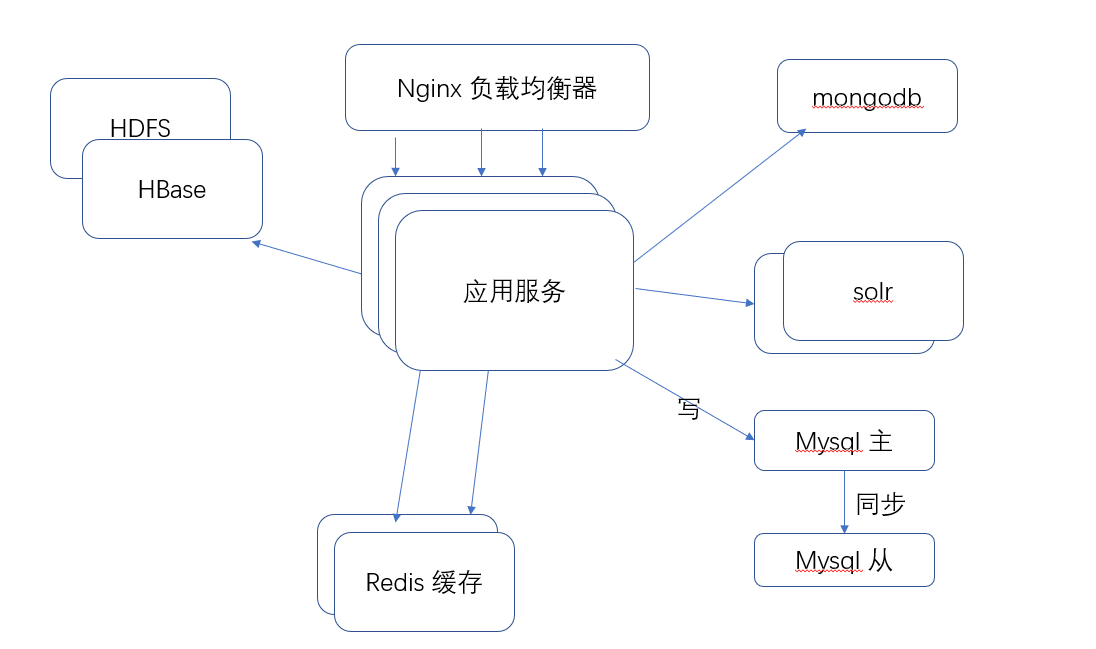 Nginx 负载均衡器
mongodb
HDFS
HBase
应用服务
solr
写
Mysql 主
同步
Mysql 从
Redis 缓存